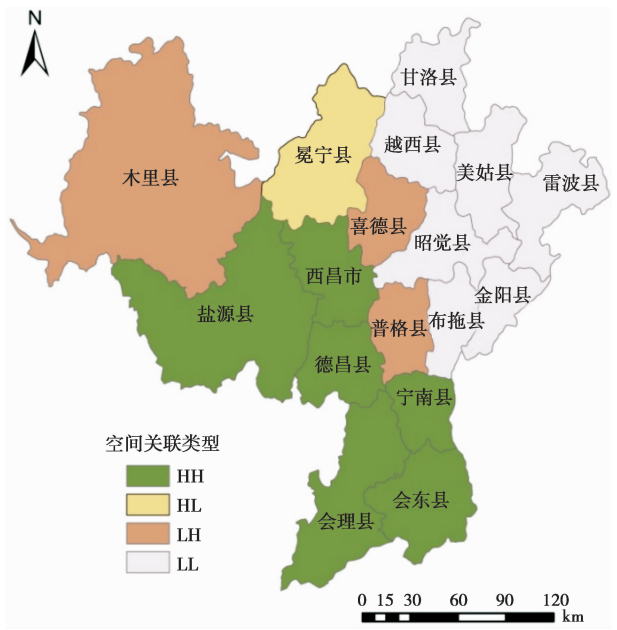 N
甘洛县
越西县
冕宁县
美姑县
雷波县
木里县
喜德县
昭觉县
西昌市
金阳县
盐源县
普格县
布拖县
德昌县
宁南县
空间关联类型
HH
HL
LH
LL
会东县
会理县
0 15 30 60 90 120
km